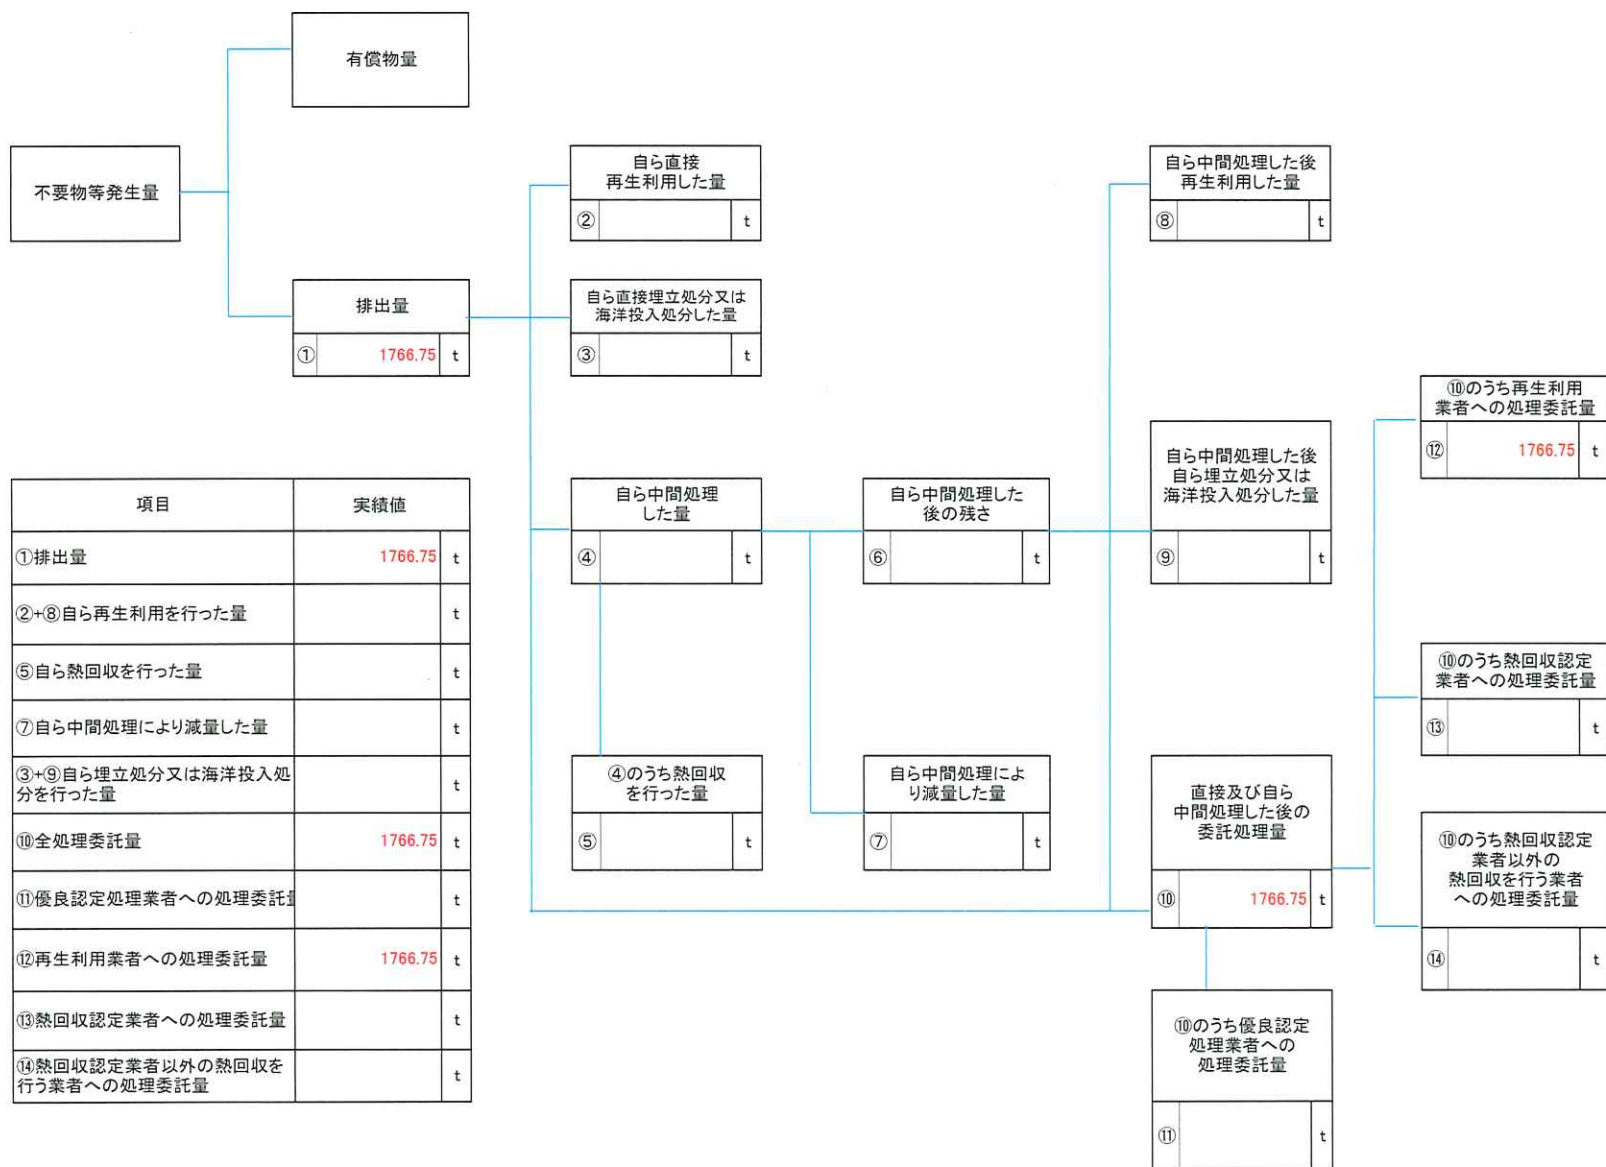 有償物量
不要物等発生量
排出量
① 1766.75 t
自ら直接
再生利用した量
② t
自ら直接埋立処分又は
海洋投入処分した量
③ t
自ら中間処理
した量
④ t
④のうち熱回収
を行った量
⑤ t
自ら中間処理した
後の残さ
⑥ t
自ら中間処理によ
り減量した量
⑦ t
自ら中間処理した後
再生利用した量
⑧ t
自ら中間処理した後
自ら埋立処分又は
海洋投入処分した量
⑨ t
直接及び自ら
中間処理した後の
委託処理量
⑩ 1766.75 t
⑩のうち優良認定
処理業者への
処理委託量
⑪ t
⑩のうち再生利用
業者への処理委託量
⑫ 1766.75 t
⑩のうち熱回収認定
業者への処理委託量
⑬ t
⑩のうち熱回収認定
業者以外の
熱回収を行う業者
への処理委託量
⑭ t
項目 実績値
①排出量 1766.75 t
②+⑧自ら再生利用を行った量 t
⑤自ら熱回収を行った量 t
⑦自ら中間処理により減量した量 t
③+⑨自ら埋立処分又は海洋投入処
分を行った量 t
⑩全処理委託量 1766.75 t
⑪優良認定処理業者への処理委託量 t
⑫再生利用業者への処理委託量 1766.75 t
⑬熱回収認定業者への処理委託量 t
⑭熱回収認定業者以外の熱回収を
行う業者への処理委託量 t